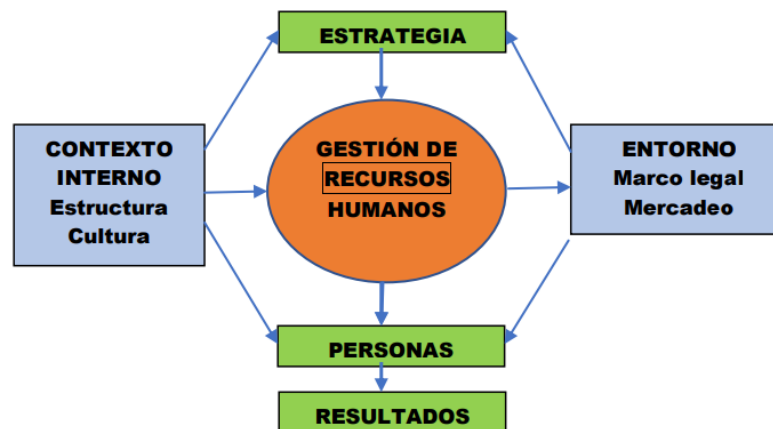 ESTRATEGIA
CONTEXTO
INTERNO
Estructura
Cultura
GESTIÓN DE
RECURSOS
HUMANOS
ENTORNO
Marco legal
Mercadeo
PERSONAS
RESULTADOS